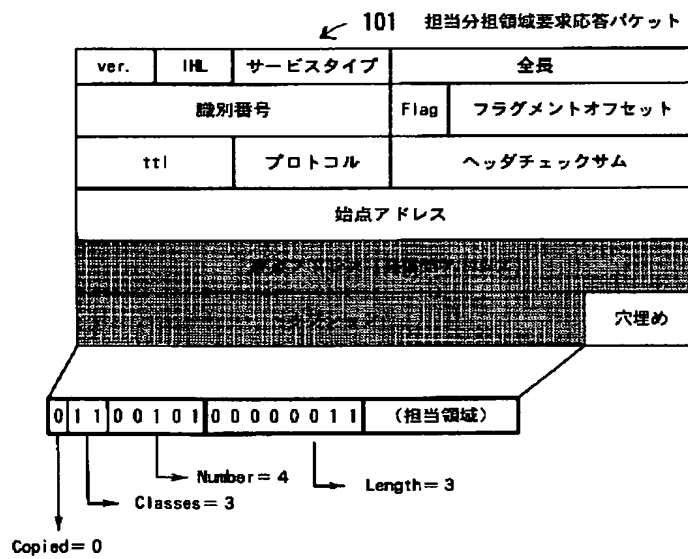 101 担当分担領域要求応答パケット
ver. IHL サービスタイプ 全長
識別番号 Flag フラグメントオフセット
ttl プロトコル ヘッダチェックサム
始点アドレス
穴埋め
0 1 1 0 0 1 0 1 0 0 0 0 0 0 1 1 (担当領域)
Number=4
Length=3
Classes=3
Copied=0